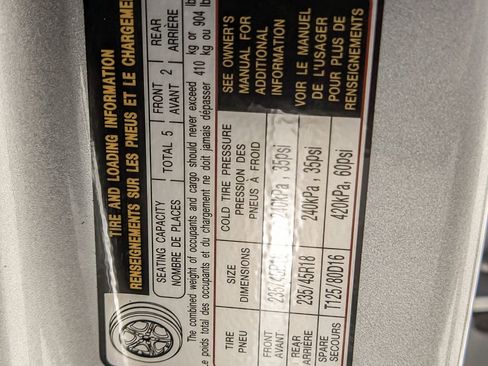 TIRE AND LOADING INFORMATION
RENSEIGNEMENTS SUR LES PNEUS ET LE CHARGEMENT
SEATING CAPACITY
NOMBRE DE PLACES
TOTAL 5
FRONT
AVANT 2
REAR
ARRIÈRE
The combined weight of occupants and cargo should never exceed 410 kg or 904 lb
Le poids total des occupants et du chargement ne doit jamais dépasser 410 kg ou 904 lb
TIRE
PNEU
SIZE
DIMENSIONS
COLD TIRE PRESSURE
PRESSION DES
PNEUS À FROID
SEE OWNER'S
MANUAL FOR
ADDITIONAL
INFORMATION
VOIR LE MANUEL
DE L'USAGER
POUR PLUS DE
RENSEIGNEMENTS
FRONT
AVANT
240kPa, 35psi
REAR
ARRIÈRE
235/45R18
240kPa, 35psi
SPARE
SECOURS
T125/80D16
420kPa, 60psi